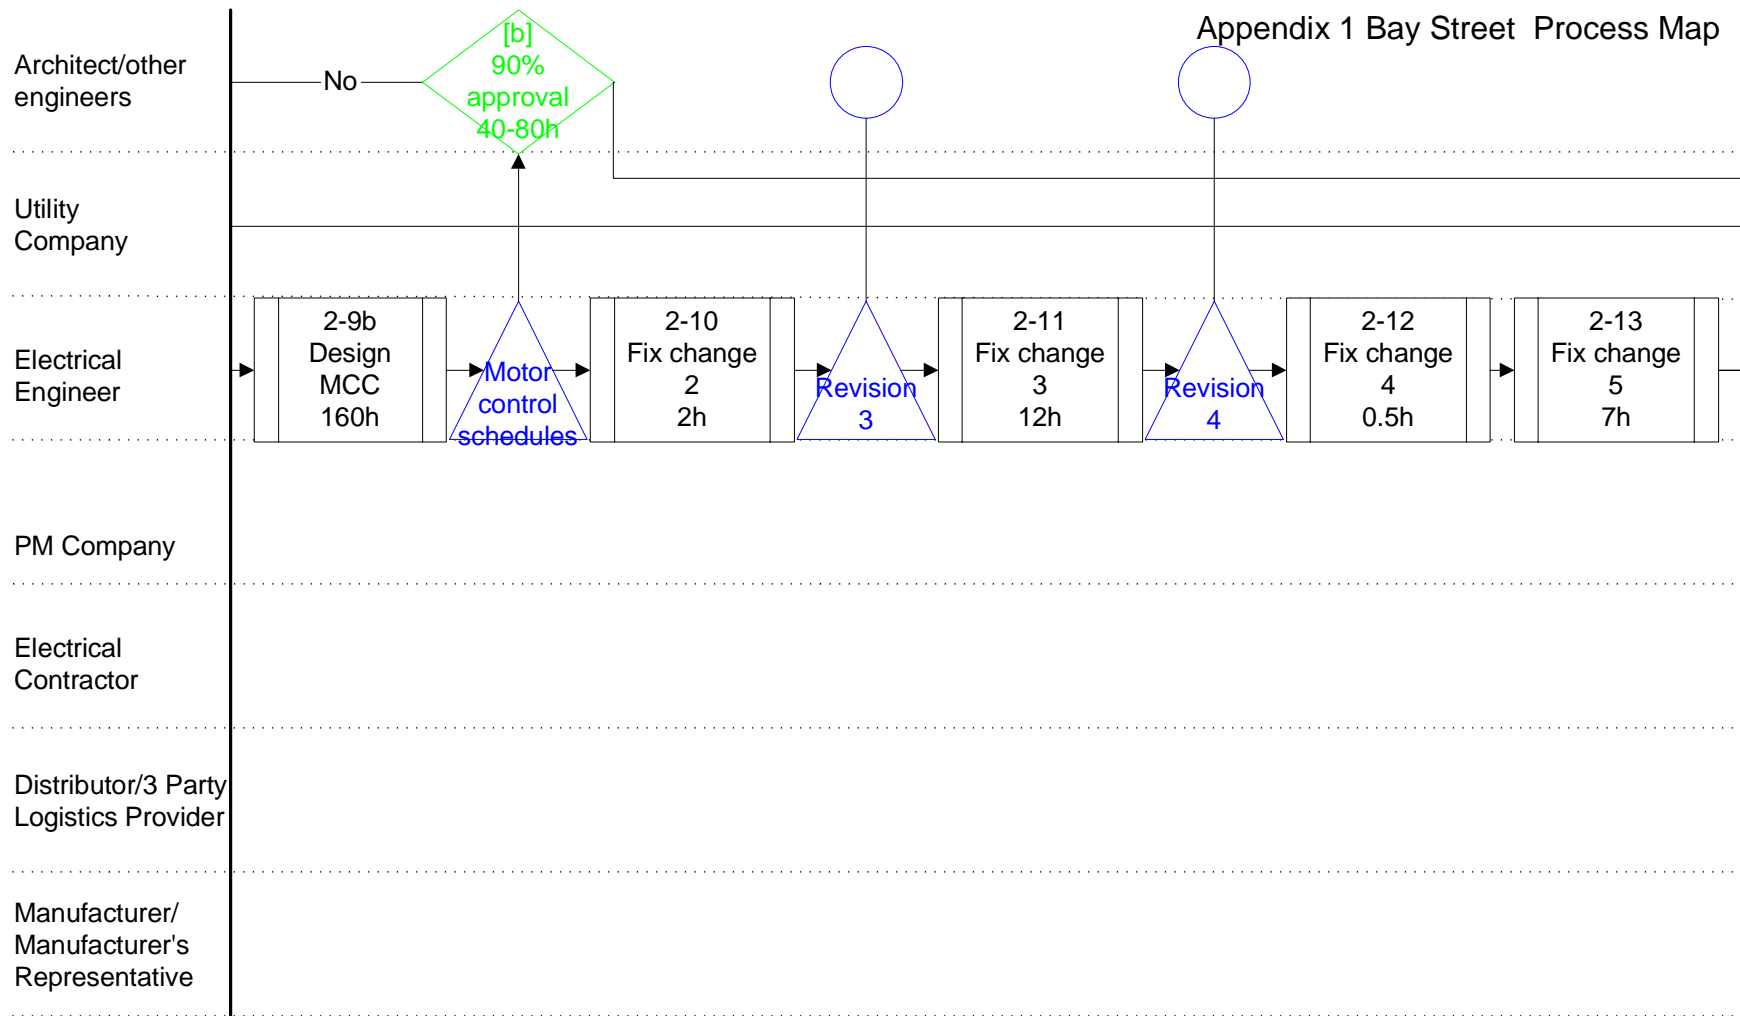 Appendix 1 Bay Street  Process Map
Architect/other
engineers
No
[b]
90%
approval
40-80h
Utility
Company
Electrical
Engineer
2-9b
Design
MCC
160h
Motor
control
schedules
2-10
Fix change
2
2h
Revision
3
2-11
Fix change
3
12h
Revision
4
2-12
Fix change
4
0.5h
2-13
Fix change
5
7h
PM Company
Electrical
Contractor
Distributor/3 Party
Logistics Provider
Manufacturer/
Manufacturer's
Representative